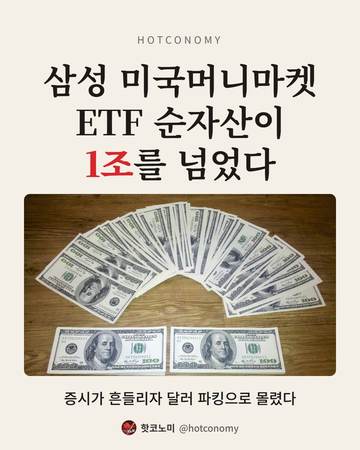 HOTCONOMY
삼성 미국머니마켓
ETF 순자산이
1조를 넘었다
증시가 흔들리자 달러 파킹으로 몰렸다
핫코노미 @hotconomy